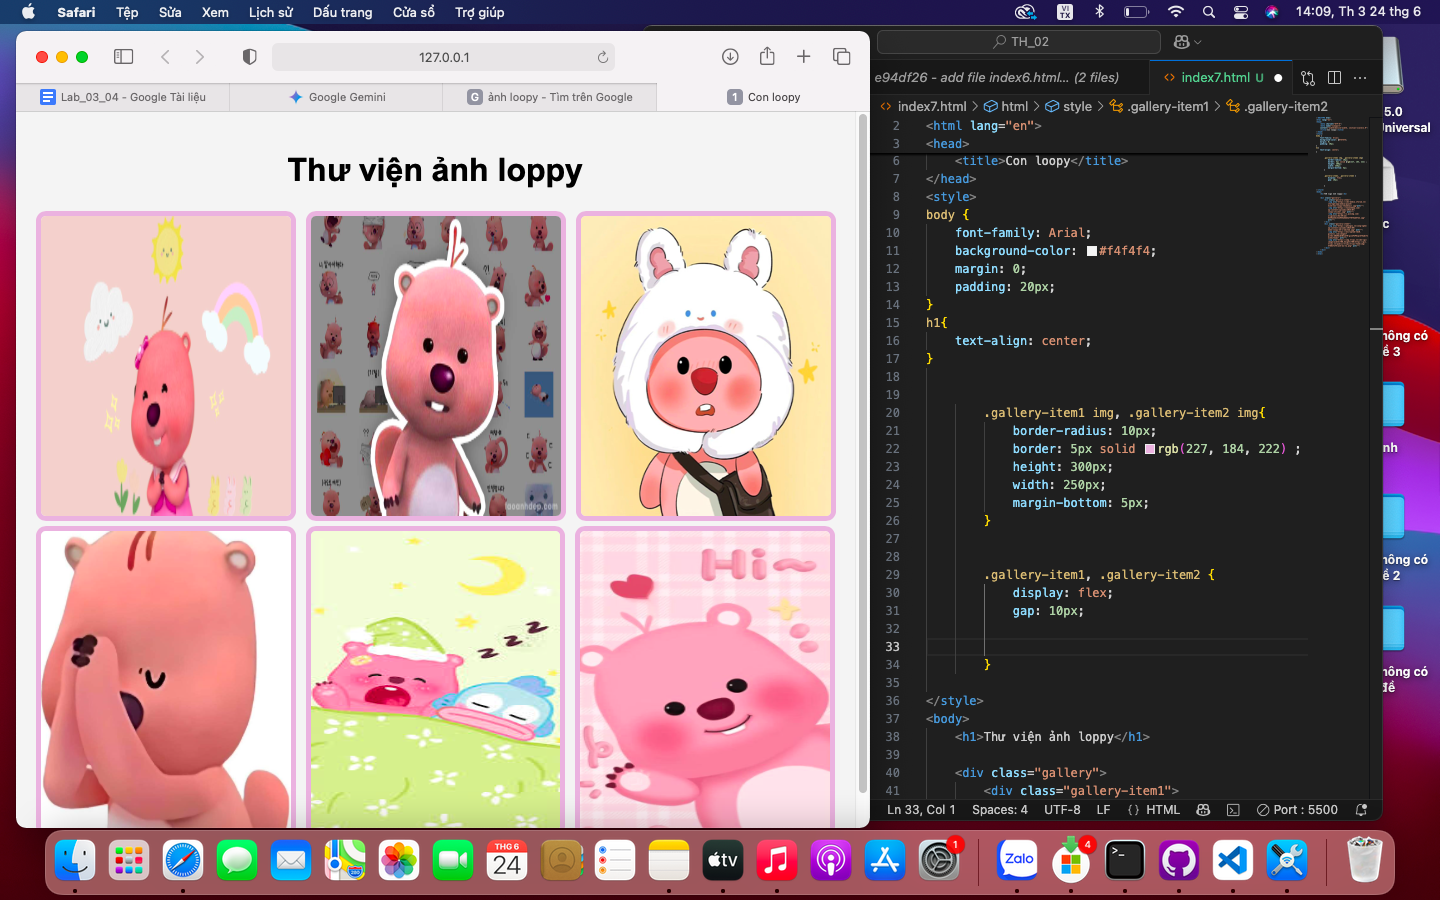 Safari Tệp Sửa Xem Lịch sử Dấu trang Cửa sổ Trợ giúp
VI
TX
14:09, Th 3 24 thg 6
127.0.0.1
Lab_03_04 - Google Tài liệu
Google Gemini
G ảnh loopy - Tìm trên Google
1 Con loopy
Thư viện ảnh loppy
Hi~
z z z
TH_02
e94df26 - add file index6.html... (2 files)
index7.html U
index7.html > html > style > .gallery-item1 > .gallery-item2
2 <html lang="en">
3 <head>
6 <title>Con loopy</title>
7 </head>
8 <style>
9 body {
10 font-family: Arial;
11 background-color: #f4f4f4;
12 margin: 0;
13 padding: 20px;
14 }
15 h1{
16 text-align: center;
17 }
18
19
20 .gallery-item1 img, .gallery-item2 img{
21 border-radius: 10px;
22 border: 5px solid rgb(227, 184, 222) ;
23 height: 300px;
24 width: 250px;
25 margin-bottom: 5px;
26 }
27
28
29 .gallery-item1, .gallery-item2 {
30 display: flex;
31 gap: 10px;
32
33
34 }
35
36 </style>
37 <body>
38 <h1>Thư viện ảnh loppy</h1>
39
40 <div class="gallery">
41 <div class="gallery-item1">
Ln 33, Col 1 Spaces: 4 UTF-8 LF {} HTML Port : 5500
5.0
Universal
c
hông có
ề 3
nh
hông có
ề 2
hông có
đề
THG 6
24
tv
1
Zalo
4
>_